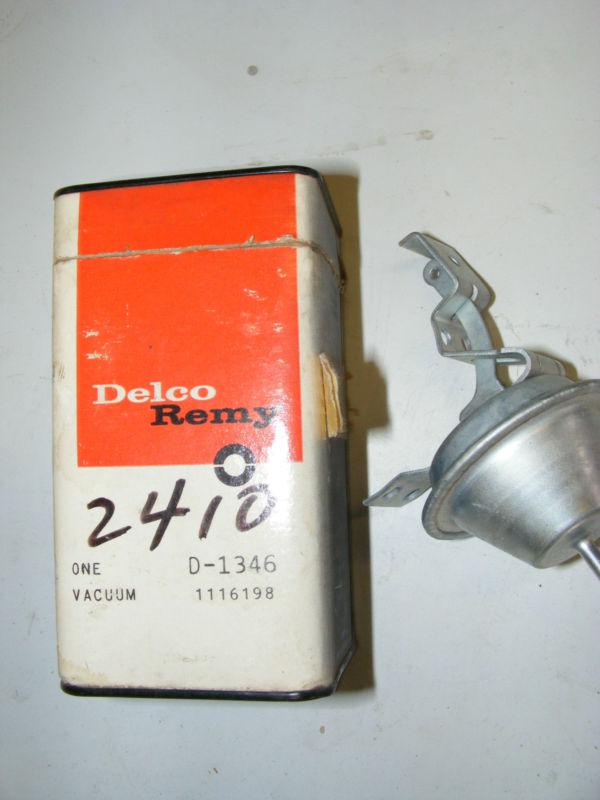 Delco
Remy
2410
ONE D-1346
VACUUM 1116198